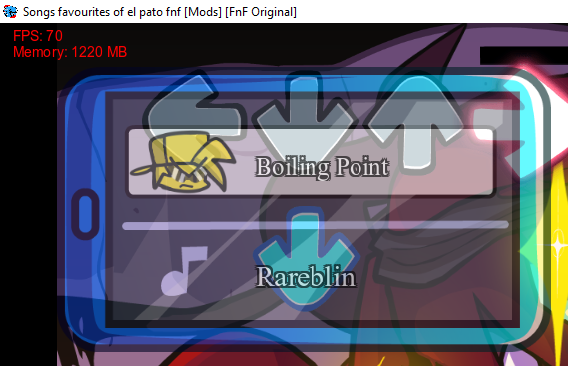 Songs favourites of el pato fnf [Mods] [FnF Original]
FPS: 70
Memory: 1220 MB
Boiling Point
Rareblin